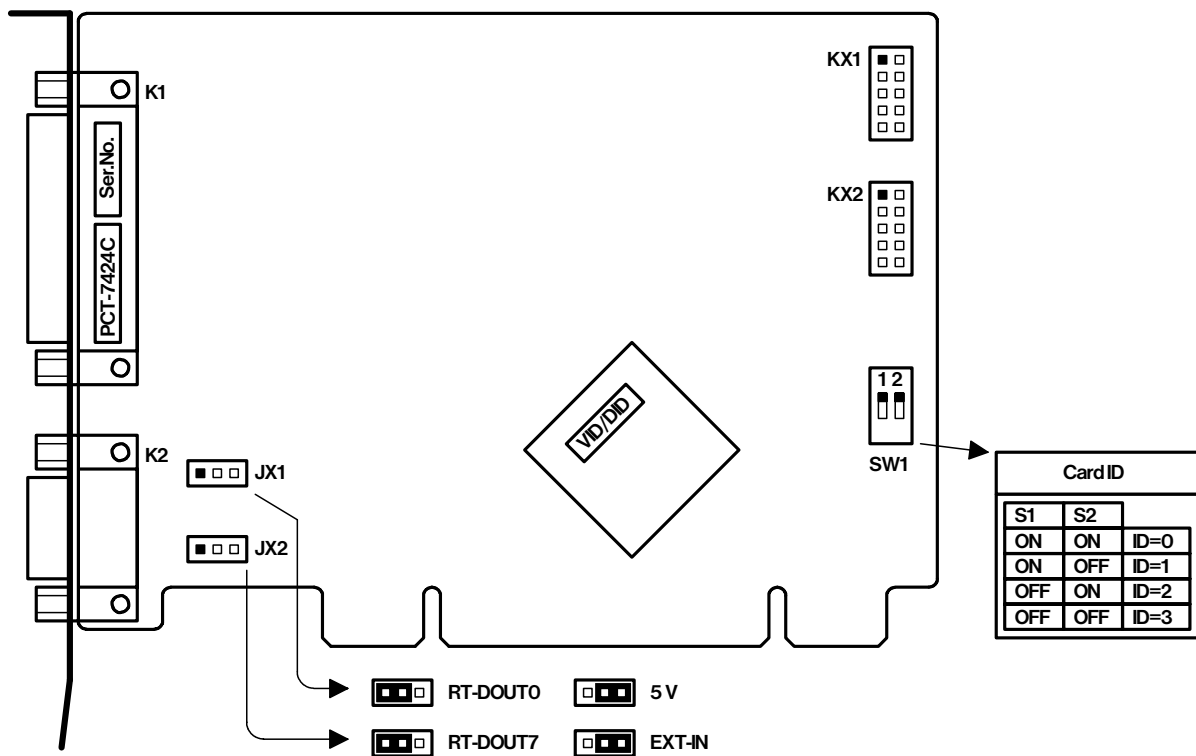 K1
KX1
Ser.No.
PCT-7424C
KX2
VID/DID
1 2
SW1
K2
JX1
JX2
Card ID
S1 S2
ON ON ID=0
ON OFF ID=1
OFF ON ID=2
OFF OFF ID=3
RT-DOUT0 5 V
RT-DOUT7 EXT-IN